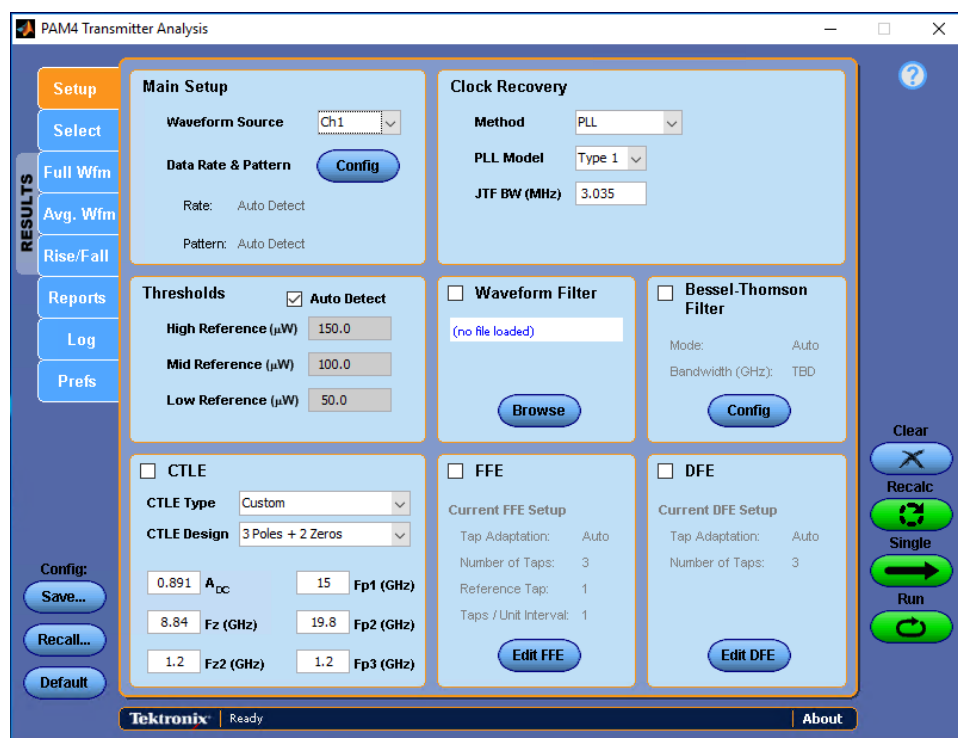 PAM4 Transmitter Analysis
Setup
Select
RESULTS
Full Wfm
Avg. Wfm
Rise/Fall
Reports
Log
Prefs
Main Setup
Waveform Source Ch1
Data Rate & Pattern Config
Rate: Auto Detect
Pattern: Auto Detect
Clock Recovery
Method PLL
PLL Model Type 1
JTF BW (MHz) 3.035
Thresholds Auto Detect
High Reference (μW) 150.0
Mid Reference (μW) 100.0
Low Reference (μW) 50.0
Waveform Filter
(no file loaded)
Browse
Bessel-Thomson
Filter
Mode: Auto
Bandwidth (GHz): TBD
Config
CTLE
CTLE Type Custom
CTLE Design 3 Poles + 2 Zeros
0.891 ADC 15 Fp1 (GHz)
8.84 Fz (GHz) 19.8 Fp2 (GHz)
1.2 Fz2 (GHz) 1.2 Fp3 (GHz)
FFE
Current FFE Setup
Tap Adaptation: Auto
Number of Taps: 3
Reference Tap: 1
Taps / Unit Interval: 1
Edit FFE
DFE
Current DFE Setup
Tap Adaptation: Auto
Number of Taps: 3
Edit DFE
?
Clear
Recalc
Single
Run
Config:
Save...
Recall...
Default
Tektronix Ready About